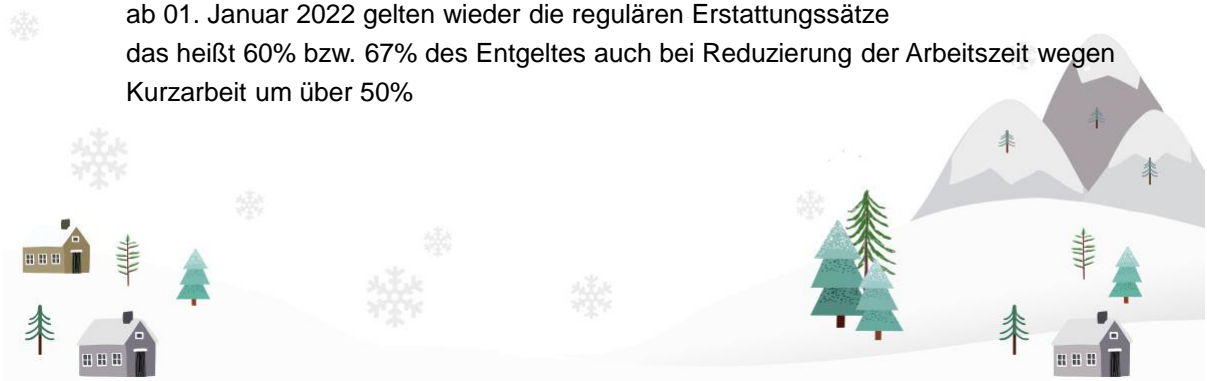 ab 01. Januar 2022 gelten wieder die regulären Erstattungssätze
das heißt 60% bzw. 67% des Entgeltes auch bei Reduzierung der Arbeitszeit wegen
Kurzarbeit um über 50%